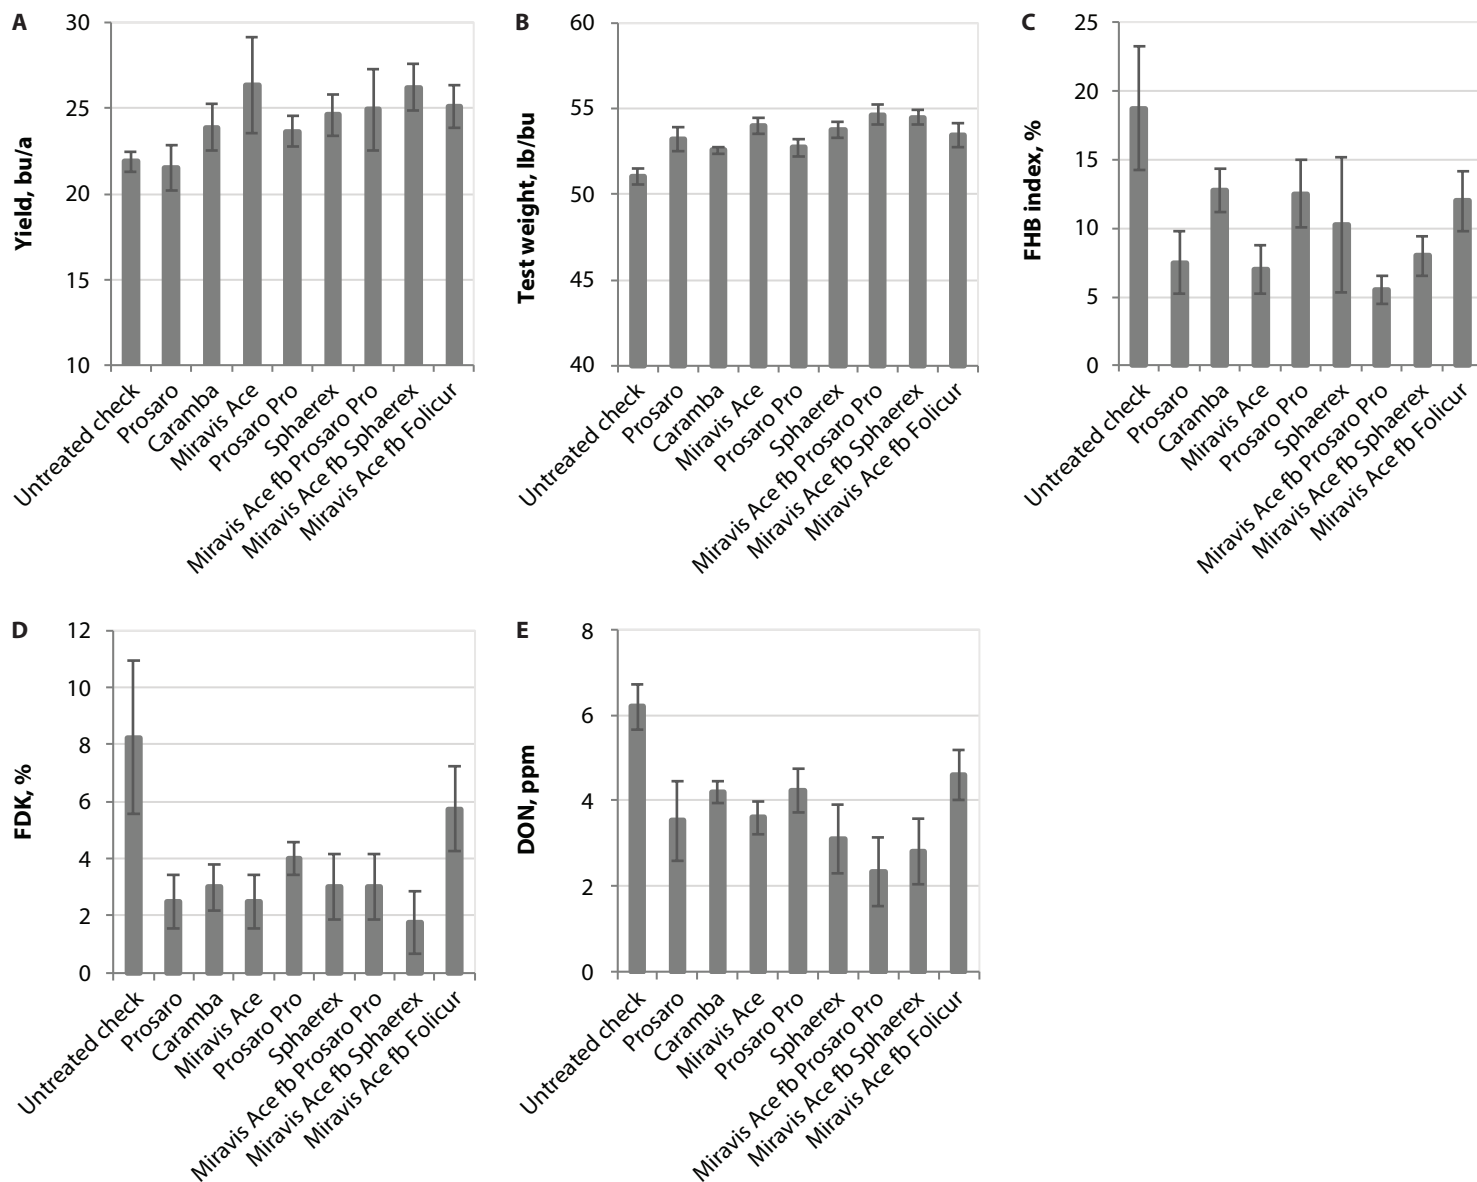 A
Yield, bu/a
30
25
20
15
10
Untreated check
Prosaro
Caramba
Miravis Ace
Prosaro Pro
Sphaerex
Miravis Ace fb Prosaro Pro
Miravis Ace fb Sphaerex
Miravis Ace fb Folicur
B
Test weight, lb/bu
60
55
50
45
40
Untreated check
Prosaro
Caramba
Miravis Ace
Prosaro Pro
Sphaerex
Miravis Ace fb Prosaro Pro
Miravis Ace fb Sphaerex
Miravis Ace fb Folicur
C
FHB index, %
25
20
15
10
5
0
Untreated check
Prosaro
Caramba
Miravis Ace
Prosaro Pro
Sphaerex
Miravis Ace fb Prosaro Pro
Miravis Ace fb Sphaerex
Miravis Ace fb Folicur
D
FDK, %
12
10
8
6
4
2
0
Untreated check
Prosaro
Caramba
Miravis Ace
Prosaro Pro
Sphaerex
Miravis Ace fb Prosaro Pro
Miravis Ace fb Sphaerex
Miravis Ace fb Folicur
E
DON, ppm
8
6
4
2
0
Untreated check
Prosaro
Caramba
Miravis Ace
Prosaro Pro
Sphaerex
Miravis Ace fb Prosaro Pro
Miravis Ace fb Sphaerex
Miravis Ace fb Folicur